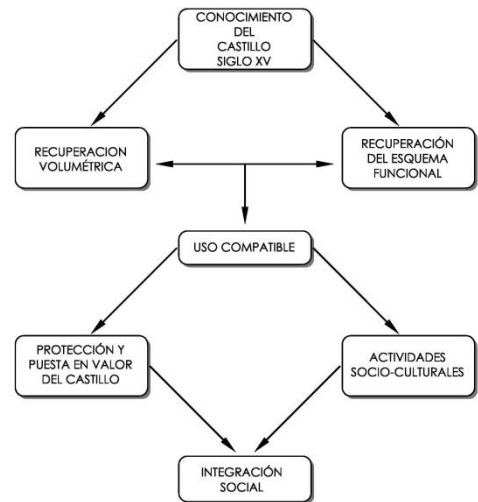 CONOCIMIENTO
DEL
CASTILLO
SIGLO XV
RECUPERACION
VOLUMÉTRICA
RECUPERACIÓN
DEL ESQUEMA
FUNCIONAL
USO COMPATIBLE
PROTECCIÓN Y
PUESTA EN VALOR
DEL CASTILLO
ACTIVIDADES
SOCIO-CULTURALES
INTEGRACIÓN
SOCIAL